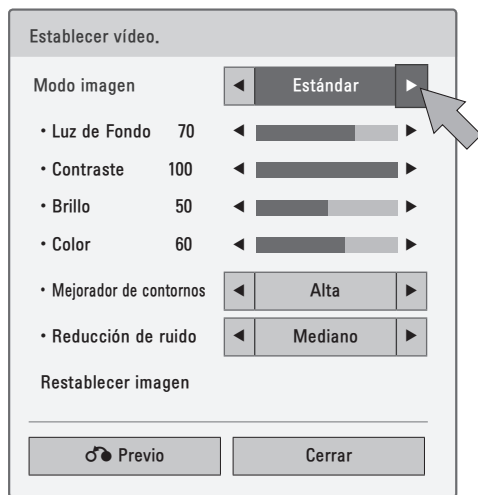 Establecer vídeo.
Modo imagen ◀ Estándar ▶
• Luz de Fondo 70 ◀ ▶
• Contraste 100 ◀ ▶
• Brillo 50 ◀ ▶
• Color 60 ◀ ▶
• Mejorador de contornos ◀ Alta ▶
• Reducción de ruido ◀ Mediano ▶
Restablecer imagen
Previo Cerrar